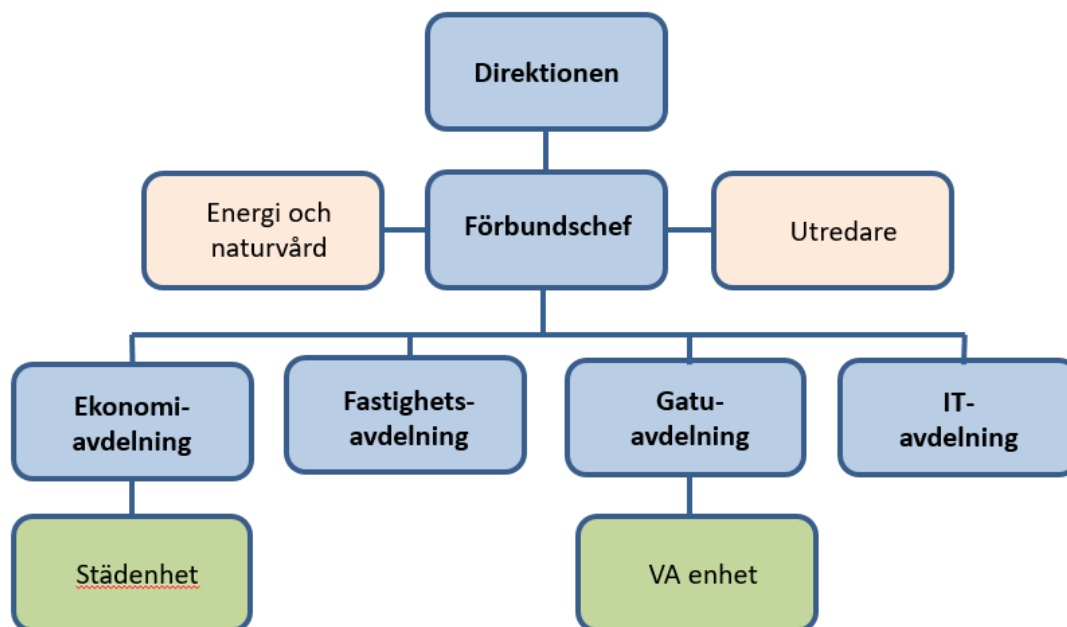 Direktionen
Energi och
naturvård
Förbundschef
Utredare
Ekonomi-
avdelning
Fastighets-
avdelning
Gatu-
avdelning
IT-
avdelning
Städenhet
VA enhet